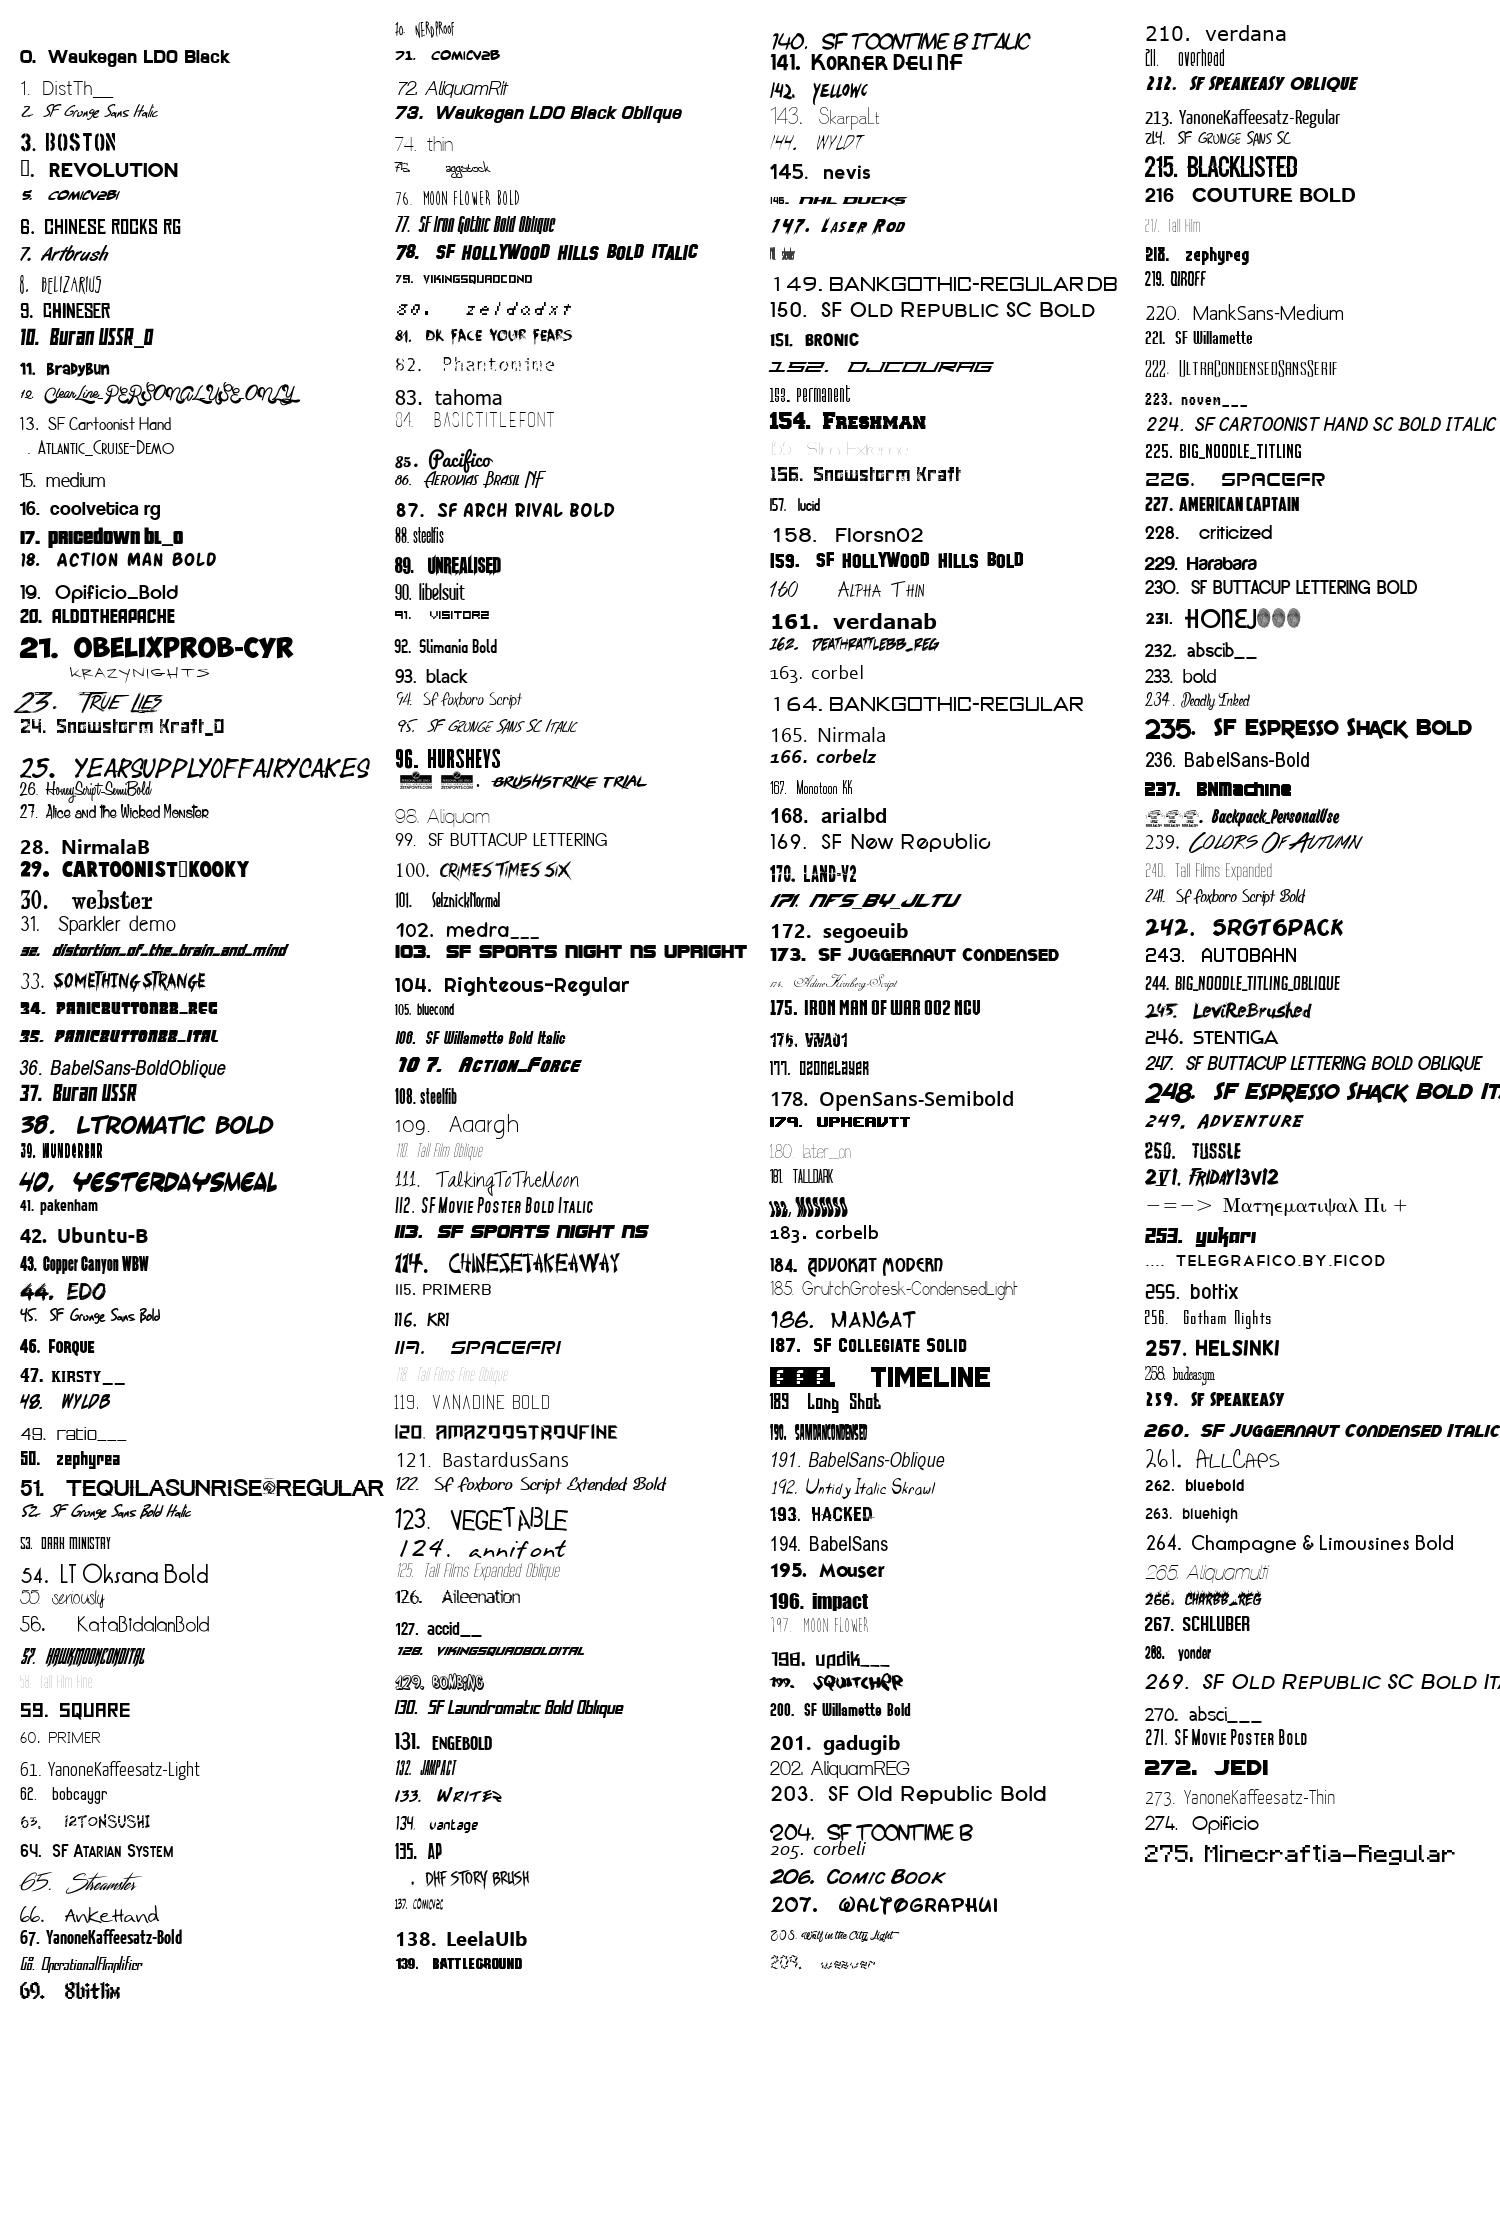 0. Waukegan LDO Black
1. DistTh__
2. SF Grunge Sans Italic
3. BOSTON
. REVOLUTION
5. COMICV2BI
6. CHINESE ROCKS RG
7. Artbrush
8. BELIZARIUS
9. CHINESER
10. Buran USSR_0
11. BradyBun
12. ClearLine_PERSONAL_USE_ONLY
13. SF Cartoonist Hand
. Atlantic_Cruise-Demo
15. medium
16. coolvetica rg
17. pricedown bl_0
18. ACTION MAN BOLD
19. Opificio_Bold
20. ALDOTHEAPACHE
21. OBELIXPROB-CYR
KRAZYNIGHTS
23. True Lies
24. Snowstorm Kraft_0
25. YEARSUPPLYOFFAIRYCAKES
26. HoneyScript-SemiBold
27. Alice and the Wicked Monster
28. NirmalaB
29. CARTOONIST KOOKY
30. webster
31. Sparkler demo
32. distortion_of_the_brain_and_mind
33. SOMETHING STRANGE
34. PANICBUTTONBB_REG
35. PANICBUTTONBB_ITAL
36. BabelSans-BoldOblique
37. Buran USSR
38. LTROMATIC BOLD
39. WUNDERBAR
40. YESTERDAYSMEAL
41. pakenham
42. Ubuntu-B
43. Copper Canyon WBW
44. EDO
45. SF Grunge Sans Bold
46. Forque
47. KIRSTY__
48. WYLDB
49. ratio___
50. zephyrea
51. TEQUILASUNRISE REGULAR
52. SF Grunge Sans Bold Italic
53. DARK MINISTRY
54. LT Oksana Bold
55. seriously
56. KataBidalanBold
57. HAWKMOONCONDITAL
58. Tall Film Fine
59. SQUARE
60. PRIMER
61. YanoneKaffeesatz-Light
62. bobcaygr
63. 12TONSUSHI
64. SF Atarian System
65. Streamster
66. AnkeHand
67. YanoneKaffeesatz-Bold
68. OperationalAmplifier
69. 8bitlim
70. NERDPROOF
71. COMICV2B
72. AliquamRIt
73. Waukegan LDO Black Oblique
74. thin
75. aggstock
76. MOON FLOWER BOLD
77. SF Iron Gothic Bold Oblique
78. SF Hollywood Hills Bold Italic
79. VIKINGSQUADCOND
80. zeldadxt
81. DK FACE YOUR FEARS
82. Phantomime
83. tahoma
84. BASICTITLEFONT
85. Pacifico
86. Aerovias Brasil NF
87. SF ARCH RIVAL BOLD
88. steelfis
89. UNREALISED
90. libelsuit
91. VISITOR2
92. Slimania Bold
93. black
94. SF Foxboro Script
95. SF Grunge Sans SC Italic
96. HURSHEYS
. BRUSHSTRIKE TRIAL
98. Aliquam
99. SF BUTTACUP LETTERING
100. CRIMES TIMES SIX
101. SelznickNormal
102. medra___
103. SF SPORTS NIGHT NS UPRIGHT
104. Righteous-Regular
105. bluecond
106. SF Willamette Bold Italic
107. Action_Force
108. steelfib
109. Aaargh
110. Tall Film Oblique
111. TalkingToTheMoon
112. SF Movie Poster Bold Italic
113. SF SPORTS NIGHT NS
114. CHINESETAKEAWAY
115. PRIMERB
116. KR1
117. SPACEFRI
118. Tall Films Fine Oblique
119. VANADINE BOLD
120. AMAZDOSTROVFINE
121. BastardusSans
122. SF Foxboro Script Extended Bold
123. VEGETABLE
124. annifont
125. Tall Films Expanded Oblique
126. Aileenation
127. accid__
128. VIKINGSQUADBOLDITAL
129. BOMBING
130. SF Laundromatic Bold Oblique
131. ENGEBOLD
132. JAMPACT
133. Writer2
134. vantage
135. AP
. DHF STORY BRUSH
137. COMICV2C
138. LeelaUIb
139. BATTLEGROUND
140. SF TOONTIME B ITALIC
141. Korner Deli NF
142. YELLOWC
143. SkarpaLt
144. WYLDT
145. nevis
146. NHL DUCKS
147. Laser Rod
149. BANKGOTHIC-REGULAR DB
150. SF Old Republic SC Bold
151. BRONIC
152. DJCOURAG
153. permanent
154. Freshman
155. Slim Extreme
156. Snowstorm Kraft
157. lucid
158. Florsn02
159. SF Hollywood Hills Bold
160 Alpha Thin
161. verdanab
162. DEATHRATTLEBB_REG
163. corbel
164. BANKGOTHIC-REGULAR
165. Nirmala
166. corbelz
167. Monotoon KK
168. arialbd
169. SF New Republic
170. LAND-V2
171. NFS_BY_JLTU
172. segoeuib
173. SF Juggernaut Condensed
174. AdineKirnberg-Script
175. IRON MAN OF WAR 002 NCV
176. VIVA01
177. OZONELAYER
178. OpenSans-Semibold
179. UPHEAVTT
180. later_on
181. TALLDARK
182. MOSCOSO
183. corbelb
184. ADVOKAT MODERN
185. GrutchGrotesk-CondensedLight
186. MANGAT
187. SF Collegiate Solid
TIMELINE
189 Long Shot
190. SAMDANCONDENSED
191. BabelSans-Oblique
192. Untidy Italic Skrawl
193. HACKED
194. BabelSans
195. Mouser
196. impact
197. MOON FLOWER
198. updik___
199. SQUATCHER
200. SF Willamette Bold
201. gadugib
202. AliquamREG
203. SF Old Republic Bold
204. SF TOONTIME B
205. corbeli
206. Comic Book
207. WALTOGRAPHUI
208. Walk in the City Light
209. weaver
210. verdana
211. overhead
212. SF Speakeasy Oblique
213. YanoneKaffeesatz-Regular
214. SF Grunge Sans SC
215. BLACKLISTED
216 COUTURE BOLD
217. Tall Film
218. zephyreg
219. QIROFF
220. MankSans-Medium
221. SF Willamette
222. UltraCondensedSansSerif
223. novem___
224. SF CARTOONIST HAND SC BOLD ITALIC
225. BIG_NOODLE_TITLING
226. SPACEFR
227. AMERICAN CAPTAIN
228. criticized
229. Harabara
230. SF BUTTACUP LETTERING BOLD
231. HONEJ
232. abscib__
233. bold
234. Deadly Inked
235. SF Espresso Shack Bold
236. BabelSans-Bold
237. BNMachine
. Backpack_PersonalUse
239. Colors Of Autumn
240. Tall Films Expanded
241. SF Foxboro Script Bold
242. SRGT6PACK
243. AUTOBAHN
244. BIG_NOODLE_TITLING_OBLIQUE
245. LeviReBrushed
246. STENTIGA
247. SF BUTTACUP LETTERING BOLD OBLIQUE
248. SF Espresso Shack Bold It
249. Adventure
250. TUSSLE
251. Friday13v12
−=−> Ματηεματιψαλ Πι +
253. yukari
.... TELEGRAFICO.BY.FICOD
255. bottix
256. Gotham Nights
257. HELSINKI
258. budeasym
259. SF Speakeasy
260. SF Juggernaut Condensed Italic
261. AllCaps
262. bluebold
263. bluehigh
264. Champagne & Limousines Bold
265. Aliquamulti
266. CHARBB_REG
267. SCHLUBER
268. yonder
269. SF Old Republic SC Bold It
270. absci___
271. SF Movie Poster Bold
272. JEDI
273. YanoneKaffeesatz-Thin
274. Opificio
275. Minecraftia-Regular